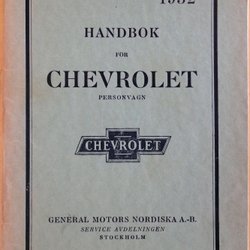 1932
HANDBOK
FÖR
CHEVROLET
PERSONVAGN
CHEVROLET
GENERAL MOTORS NORDISKA A.-B.
SERVICE AVDELNINGEN
STOCKHOLM